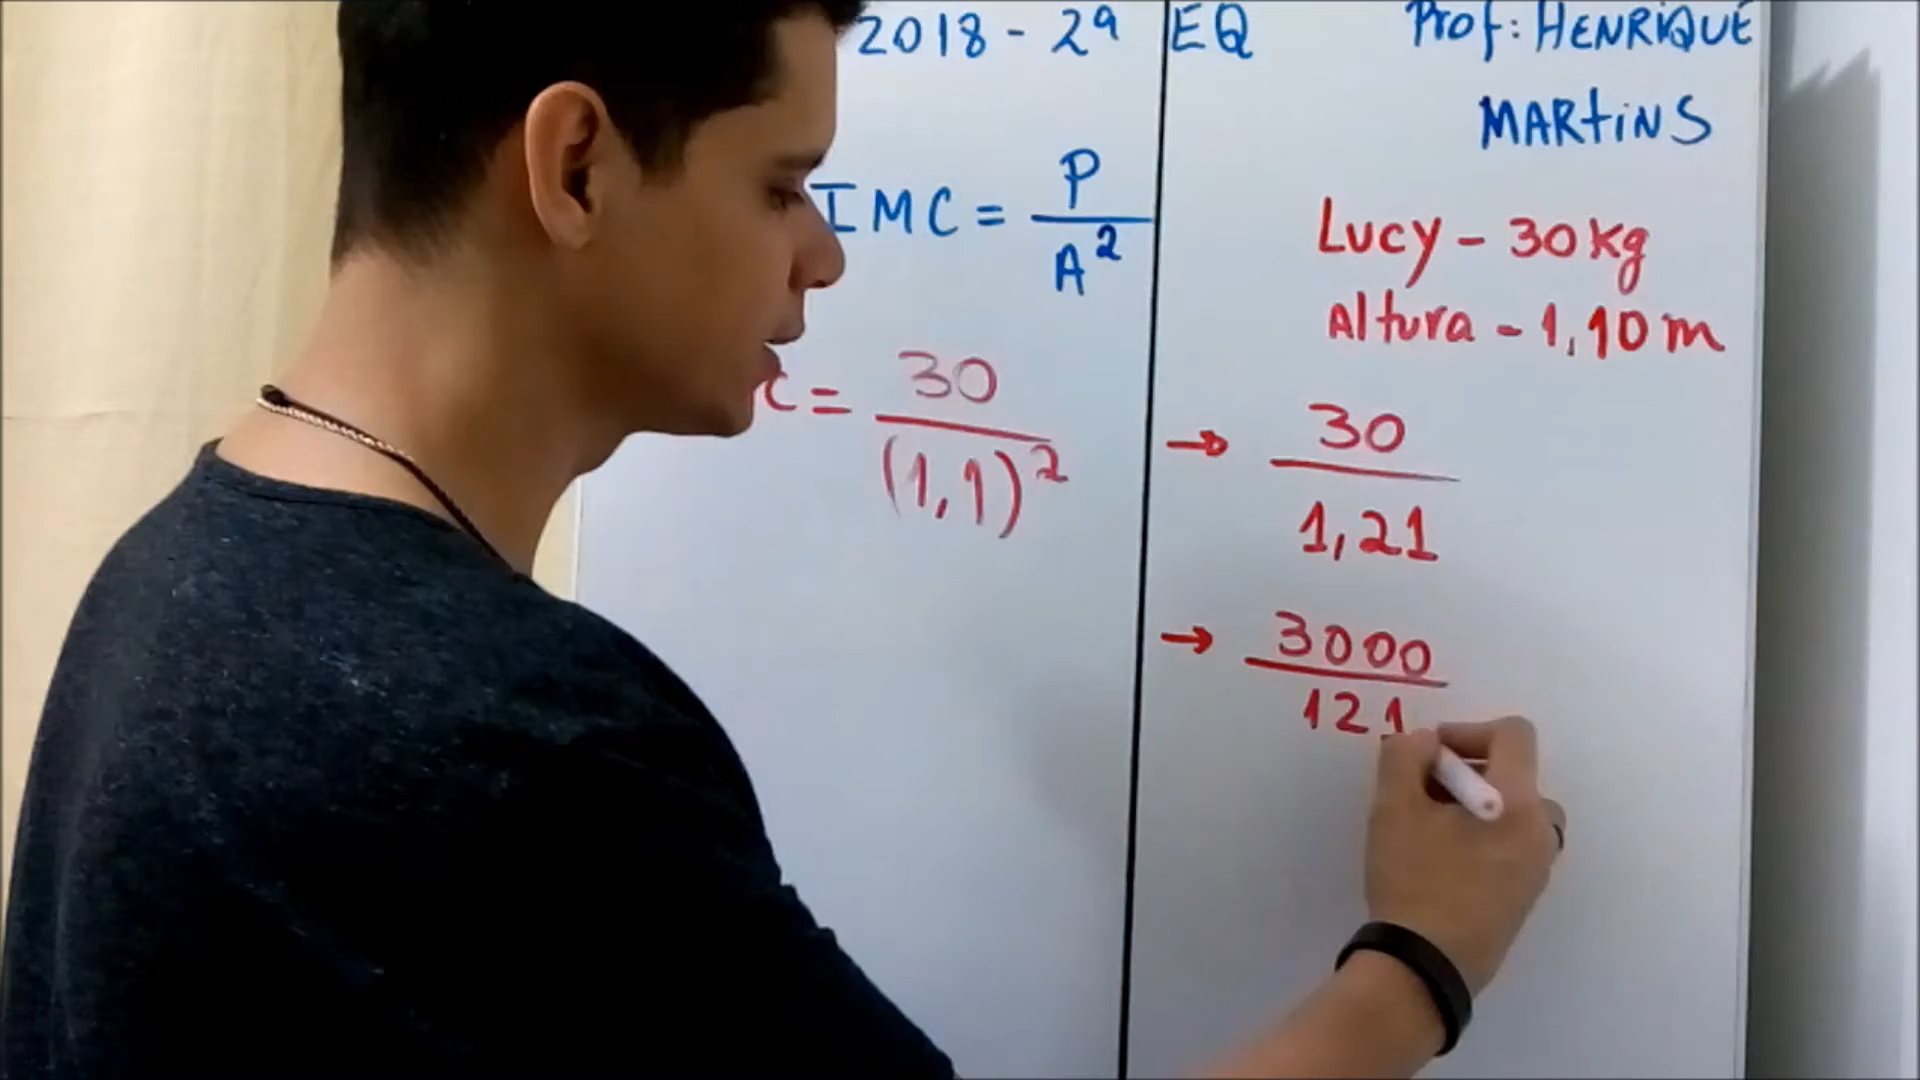 2018 - 2ª EQ
Prof: HENRIQUE
MARtiNS
IMC = P
A²
Lucy - 30 kg
Altura - 1,10 m
C = 30
(1,1)²
→ 30
1,21
→ 3000
121